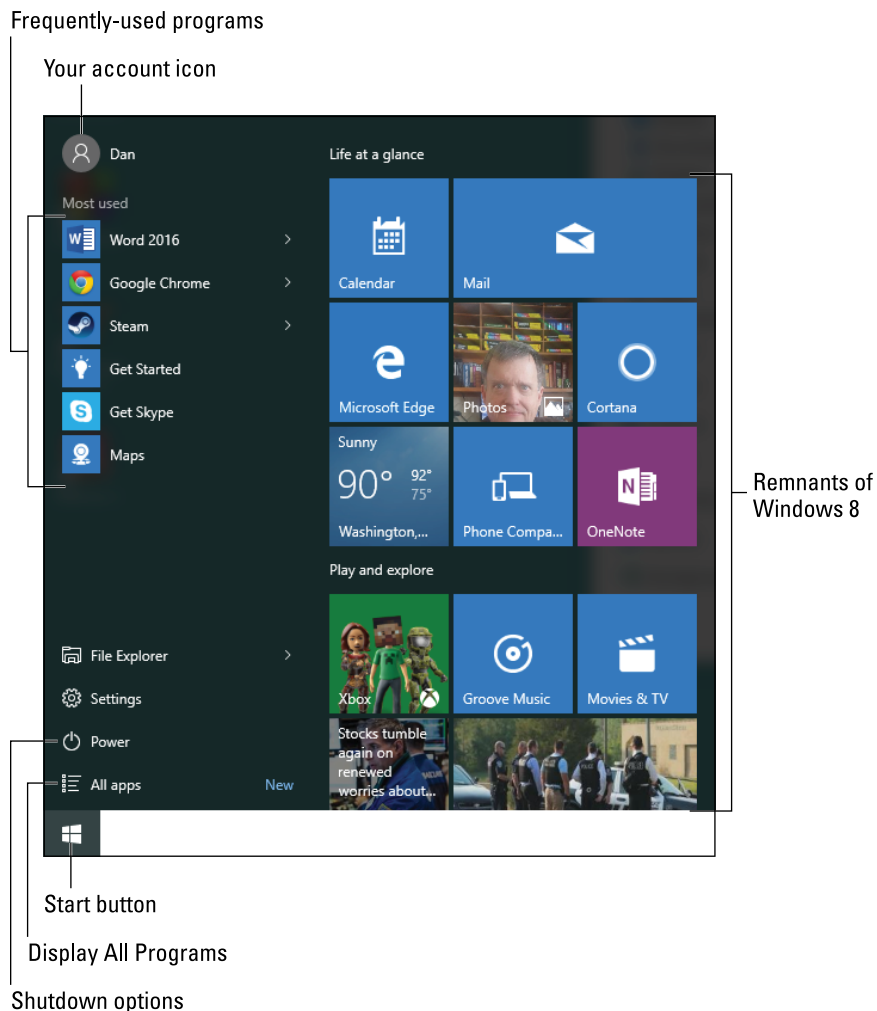 Frequently-used programs
Your account icon
Dan
Most used
Word 2016
Google Chrome
Steam
Get Started
Get Skype
Maps
File Explorer
Settings
Power
All apps New
Life at a glance
Calendar
Mail
Microsoft Edge
Photos
Cortana
Sunny
90° 92°
75°
Washington,...
Phone Compa...
OneNote
Play and explore
Xbox
Groove Music
Movies & TV
Stocks tumble
again on
renewed
worries about...
Remnants of
Windows 8
Start button
Display All Programs
Shutdown options